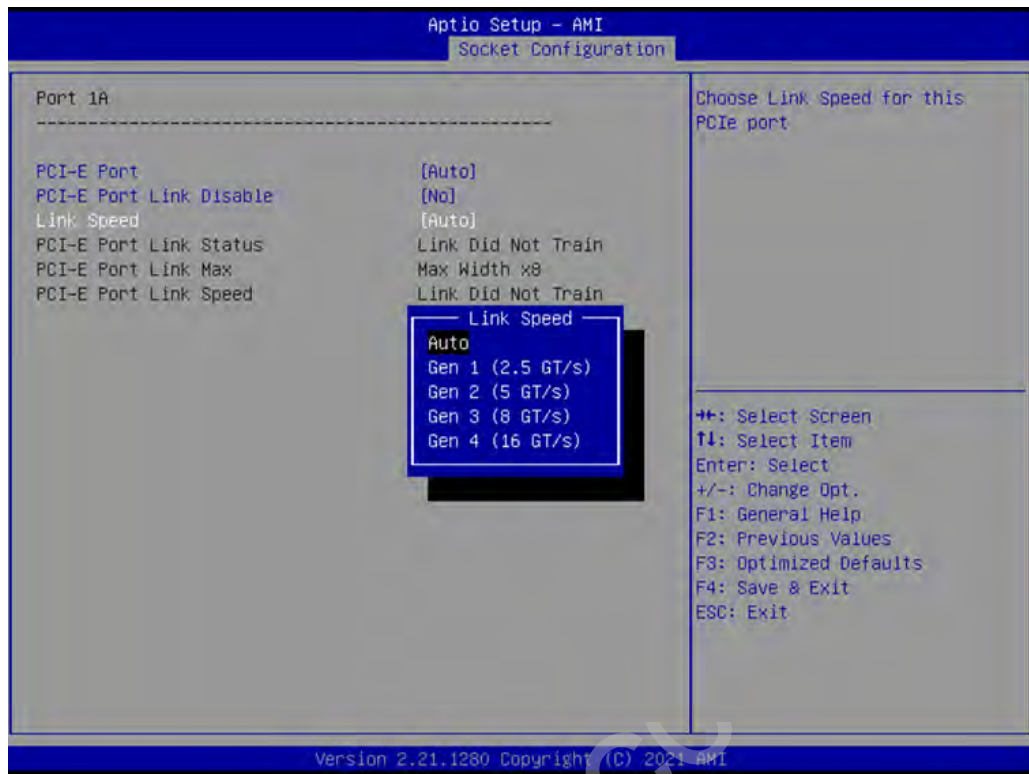 Aptio Setup – AMI
Socket Configuration
Port 1A
Choose Link Speed for this
PCIe port
PCI-E Port [Auto]
PCI-E Port Link Disable [No]
Link Speed [Auto]
PCI-E Port Link Status Link Did Not Train
PCI-E Port Link Max Max Width x8
PCI-E Port Link Speed Link Did Not Train
Link Speed
Auto
Gen 1 (2.5 GT/s)
Gen 2 (5 GT/s)
Gen 3 (8 GT/s)
Gen 4 (16 GT/s)
→←: Select Screen
↑↓: Select Item
Enter: Select
+/-: Change Opt.
F1: General Help
F2: Previous Values
F3: Optimized Defaults
F4: Save & Exit
ESC: Exit
Version 2.21.1280 Copyright (C) 2021 AMI